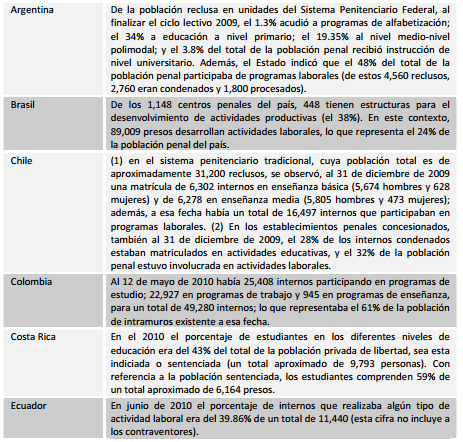 Argentina
De la población reclusa en unidades del Sistema Penitenciario Federal, al
finalizar el ciclo lectivo 2009, el 1.3% acudió a programas de alfabetización;
el 34% a educación a nivel primario; el 19.35% al nivel medio-nivel
polimodal; y el 3.8% del total de la población penal recibió instrucción de
nivel universitario. Además, el Estado indicó que el 48% del total de la
población penal participaba de programas laborales (de estos 4,560 reclusos,
2,760 eran condenados y 1,800 procesados).
Brasil
De los 1,148 centros penales del país, 448 tienen estructuras para el
desenvolvimiento de actividades productivas (el 38%). En este contexto,
89,009 presos desarrollan actividades laborales, lo que representa el 24% de
la población penal del país.
Chile
(1) en el sistema penitenciario tradicional, cuya población total es de
aproximadamente 31,200 reclusos, se observó, al 31 de diciembre de 2009
una matrícula de 6,302 internos en enseñanza básica (5,674 hombres y 628
mujeres) y de 6,278 en enseñanza media (5,805 hombres y 473 mujeres);
además, a esa fecha había un total de 16,497 internos que participaban en
programas laborales. (2) En los establecimientos penales concesionados,
también al 31 de diciembre de 2009, el 28% de los internos condenados
estaban matriculados en actividades educativas, y el 32% de la población
penal estuvo involucrada en actividades laborales.
Colombia
Al 12 de mayo de 2010 había 25,408 internos participando en programas de
estudio; 22,927 en programas de trabajo y 945 en programas de enseñanza,
para un total de 49,280 internos; lo que representaba el 61% de la población
de intramuros existente a esa fecha.
Costa Rica
En el 2010 el porcentaje de estudiantes en los diferentes niveles de
educación era del 43% del total de la población privada de libertad, sea esta
indiciada o sentenciada (un total aproximado de 9,793 personas). Con
referencia a la población sentenciada, los estudiantes comprenden 59% de
un total aproximado de 6,164 presos.
Ecuador
En junio de 2010 el porcentaje de internos que realizaba algún tipo de
actividad laboral era del 39.86% de un total de 11,440 (esta cifra no incluye a
los contraventores).